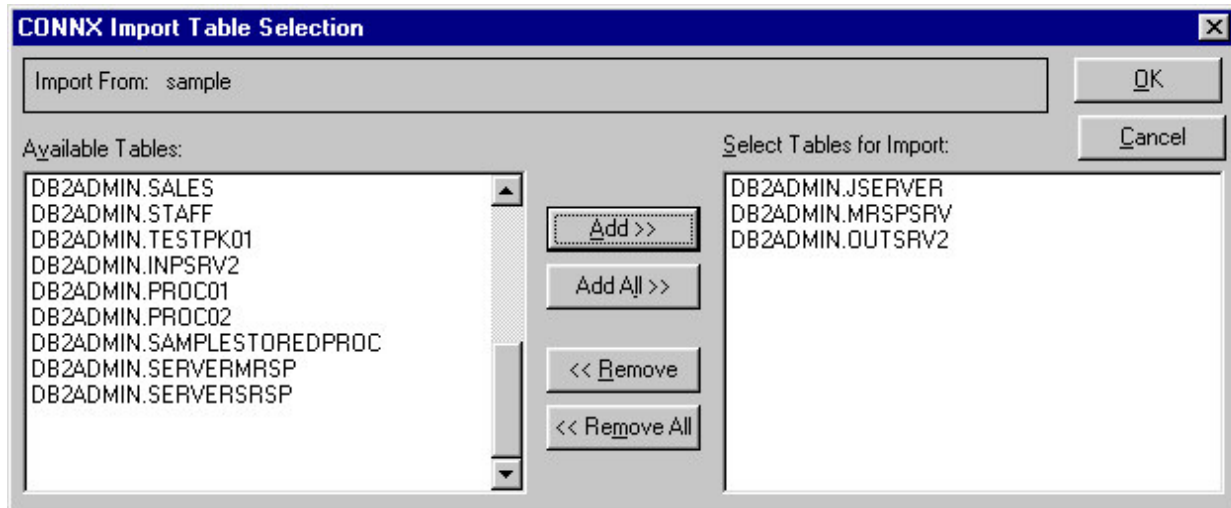 CONNX Import Table Selection
Import From: sample
OK
Cancel
Available Tables:
DB2ADMIN.SALES
DB2ADMIN.STAFF
DB2ADMIN.TESTPK01
DB2ADMIN.INPSRV2
DB2ADMIN.PROC01
DB2ADMIN.PROC02
DB2ADMIN.SAMPLESTOREDPROC
DB2ADMIN.SERVERMRSP
DB2ADMIN.SERVERSRSP
Add >>
Add All >>
<< Remove
<< Remove All
Select Tables for Import:
DB2ADMIN.JSERVER
DB2ADMIN.MRSPSRV
DB2ADMIN.OUTSRV2